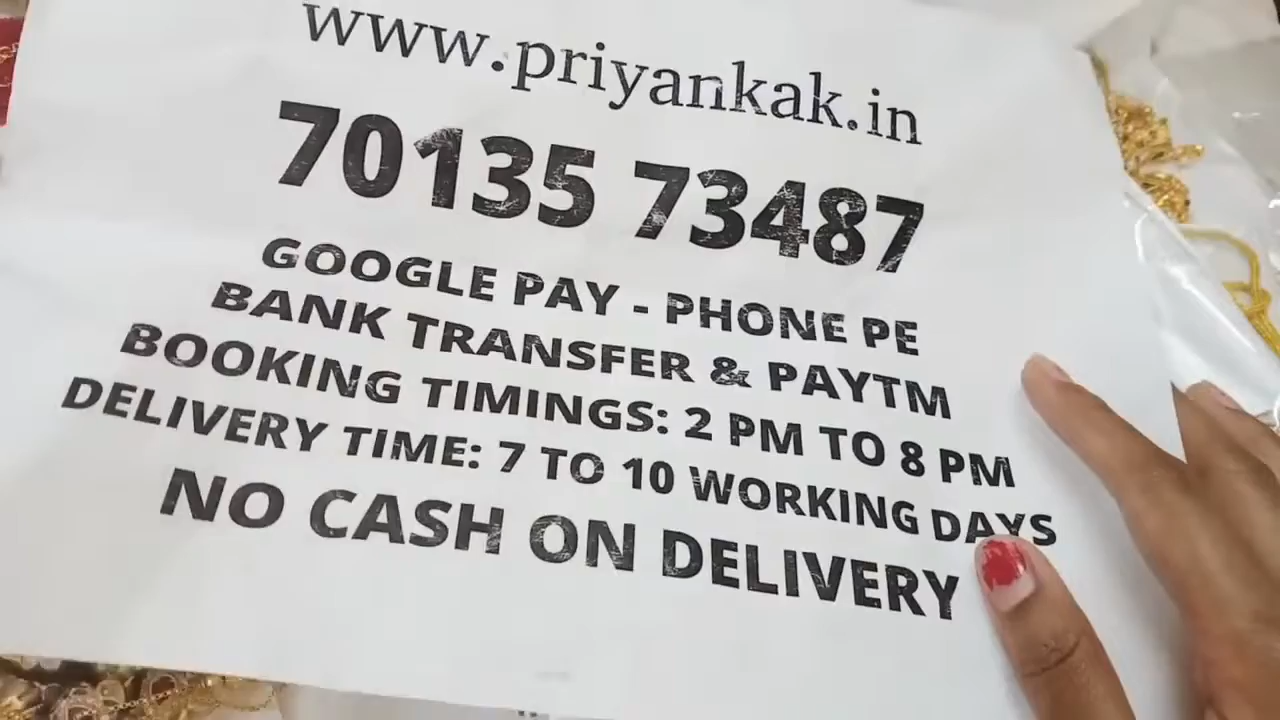 www.priyankak.in
70135 73487
GOOGLE PAY - PHONE PE
BANK TRANSFER & PAYTM
BOOKING TIMINGS: 2 PM TO 8 PM
DELIVERY TIME: 7 TO 10 WORKING DAYS
NO CASH ON DELIVERY